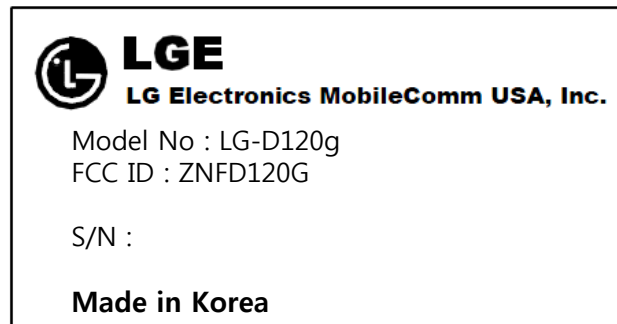 LGE
LG Electronics MobileComm USA, Inc.
Model No : LG-D120g
FCC ID : ZNFD120G
S/N :
Made in Korea